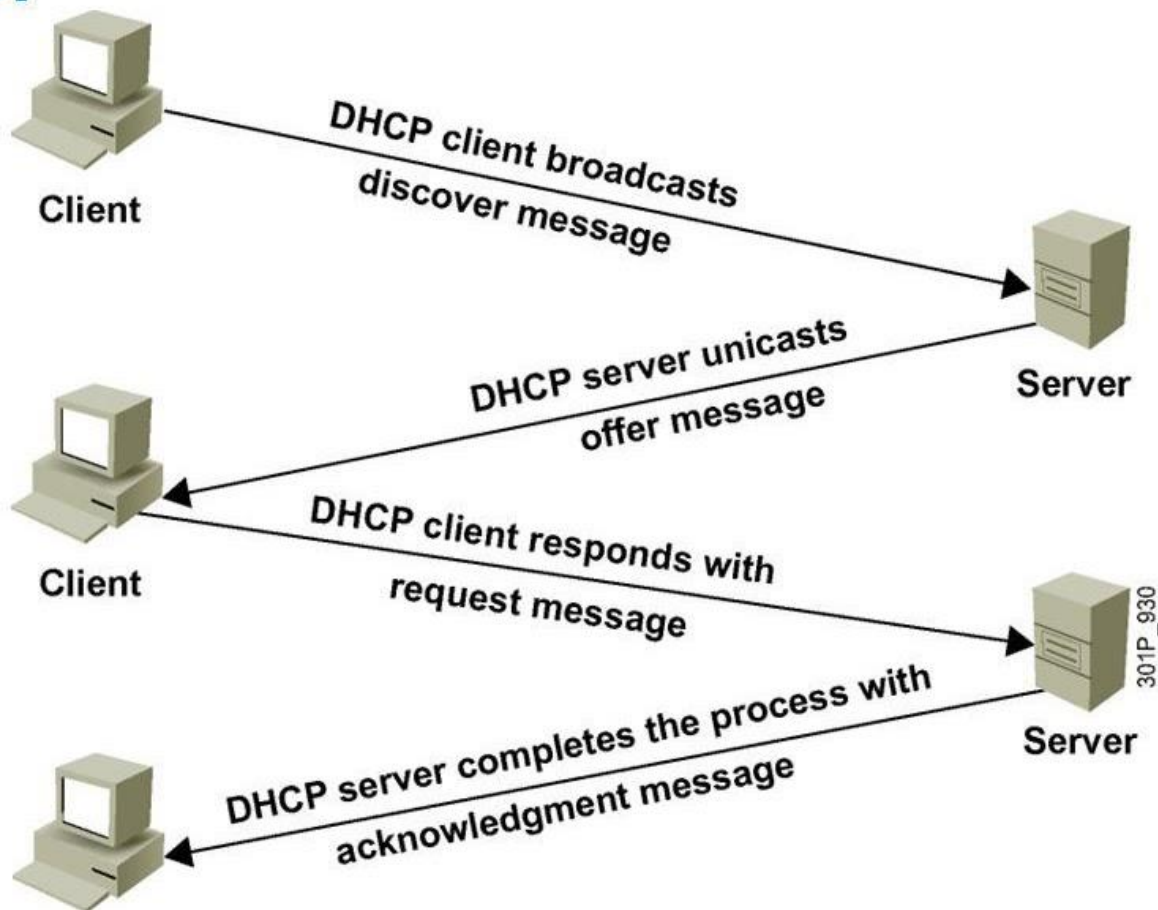 DHCP client broadcasts
discover message
Client
DHCP server unicasts
offer message
Server
DHCP client responds with
request message
Client
301P_930
DHCP server completes the process with
acknowledgment message
Server